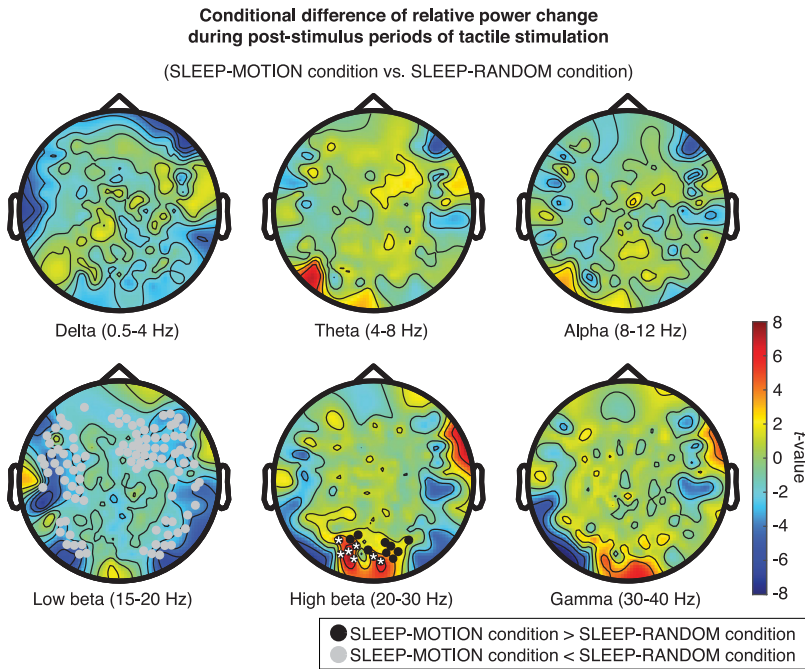 Conditional difference of relative power change
during post-stimulus periods of tactile stimulation
(SLEEP-MOTION condition vs. SLEEP-RANDOM condition)
Delta (0.5-4 Hz)
Theta (4-8 Hz)
Alpha (8-12 Hz)
8
6
4
2
0
-2
-4
-6
-8
t-value
Low beta (15-20 Hz)
High beta (20-30 Hz)
Gamma (30-40 Hz)
SLEEP-MOTION condition > SLEEP-RANDOM condition
SLEEP-MOTION condition < SLEEP-RANDOM condition